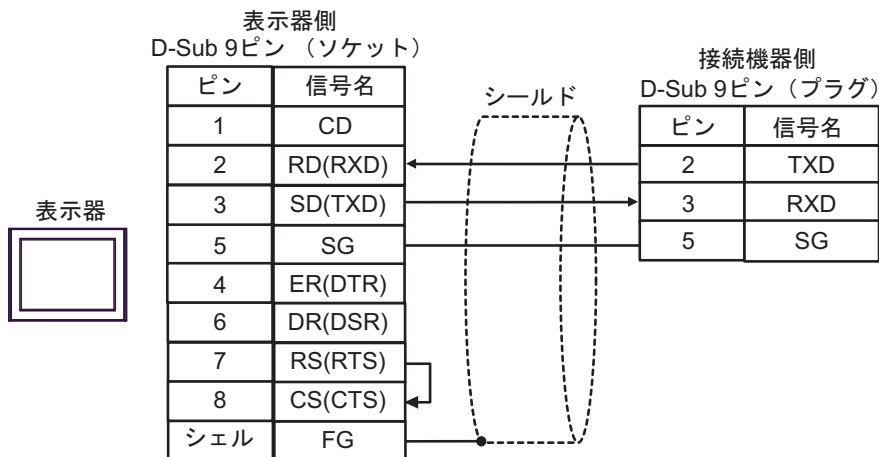 表示器側
D-Sub 9ピン （ソケット）
ピン 信号名
1 CD
2 RD(RXD)
3 SD(TXD)
5 SG
4 ER(DTR)
6 DR(DSR)
7 RS(RTS)
8 CS(CTS)
シェル FG
表示器
シールド
接続機器側
D-Sub 9ピン（プラグ）
ピン 信号名
2 TXD
3 RXD
5 SG